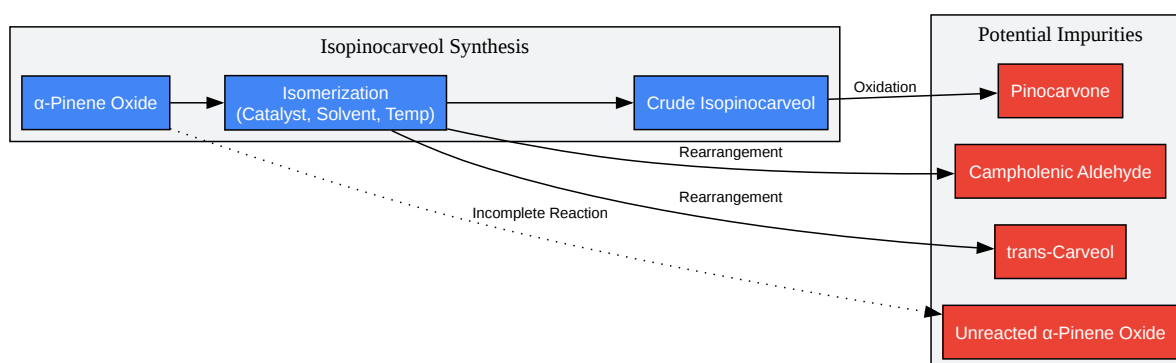 Isopinocarveol Synthesis
Potential Impurities
α-Pinene Oxide
Isomerization
(Catalyst, Solvent, Temp)
Crude Isopinocarveol
Oxidation
Pinocarvone
Rearrangement
Campholenic Aldehyde
Rearrangement
trans-Carveol
Incomplete Reaction
Unreacted α-Pinene Oxide